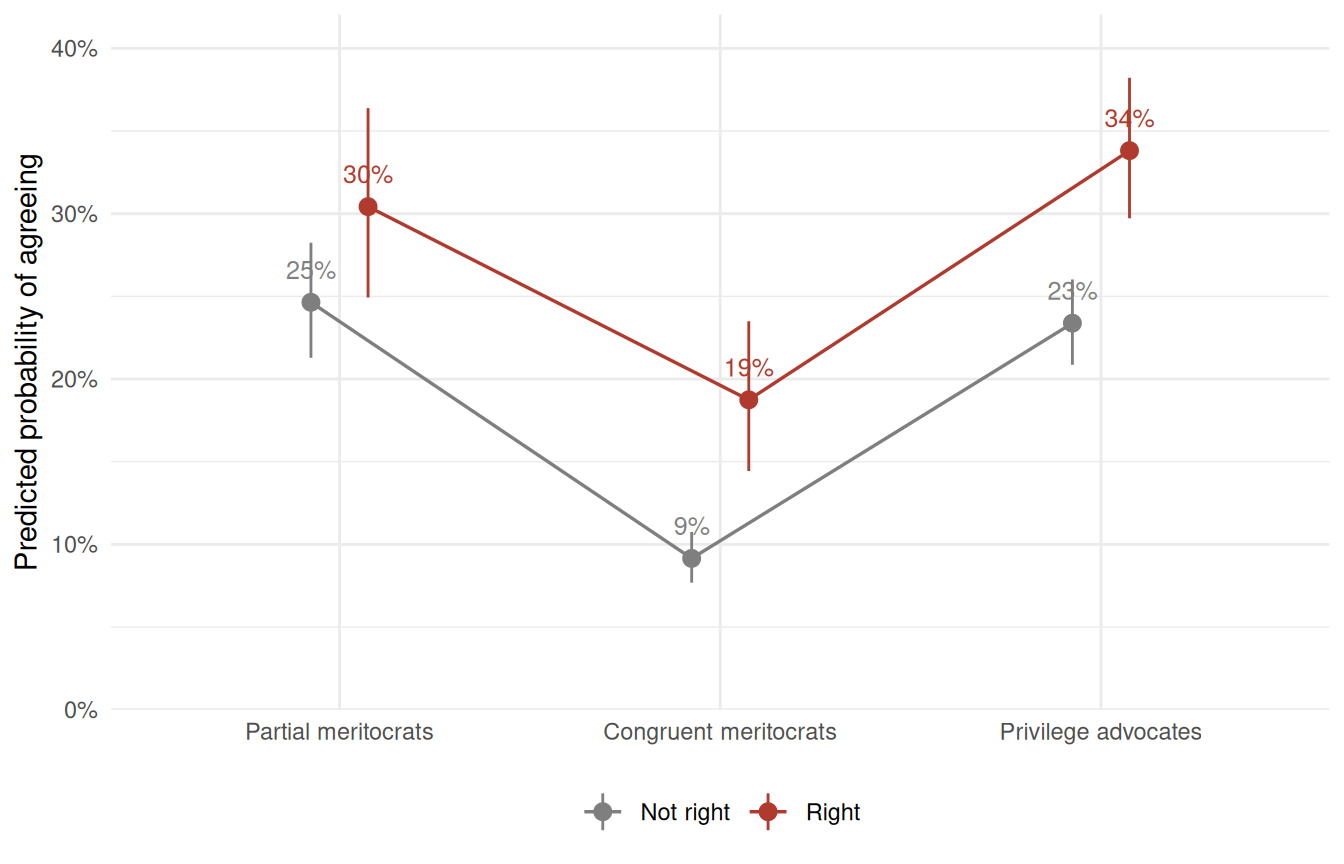 Predicted probability of agreeing
40%
30%
20%
10%
0%
30%
25%
19%
9%
34%
23%
Partial meritocrats
Congruent meritocrats
Privilege advocates
Not right
Right